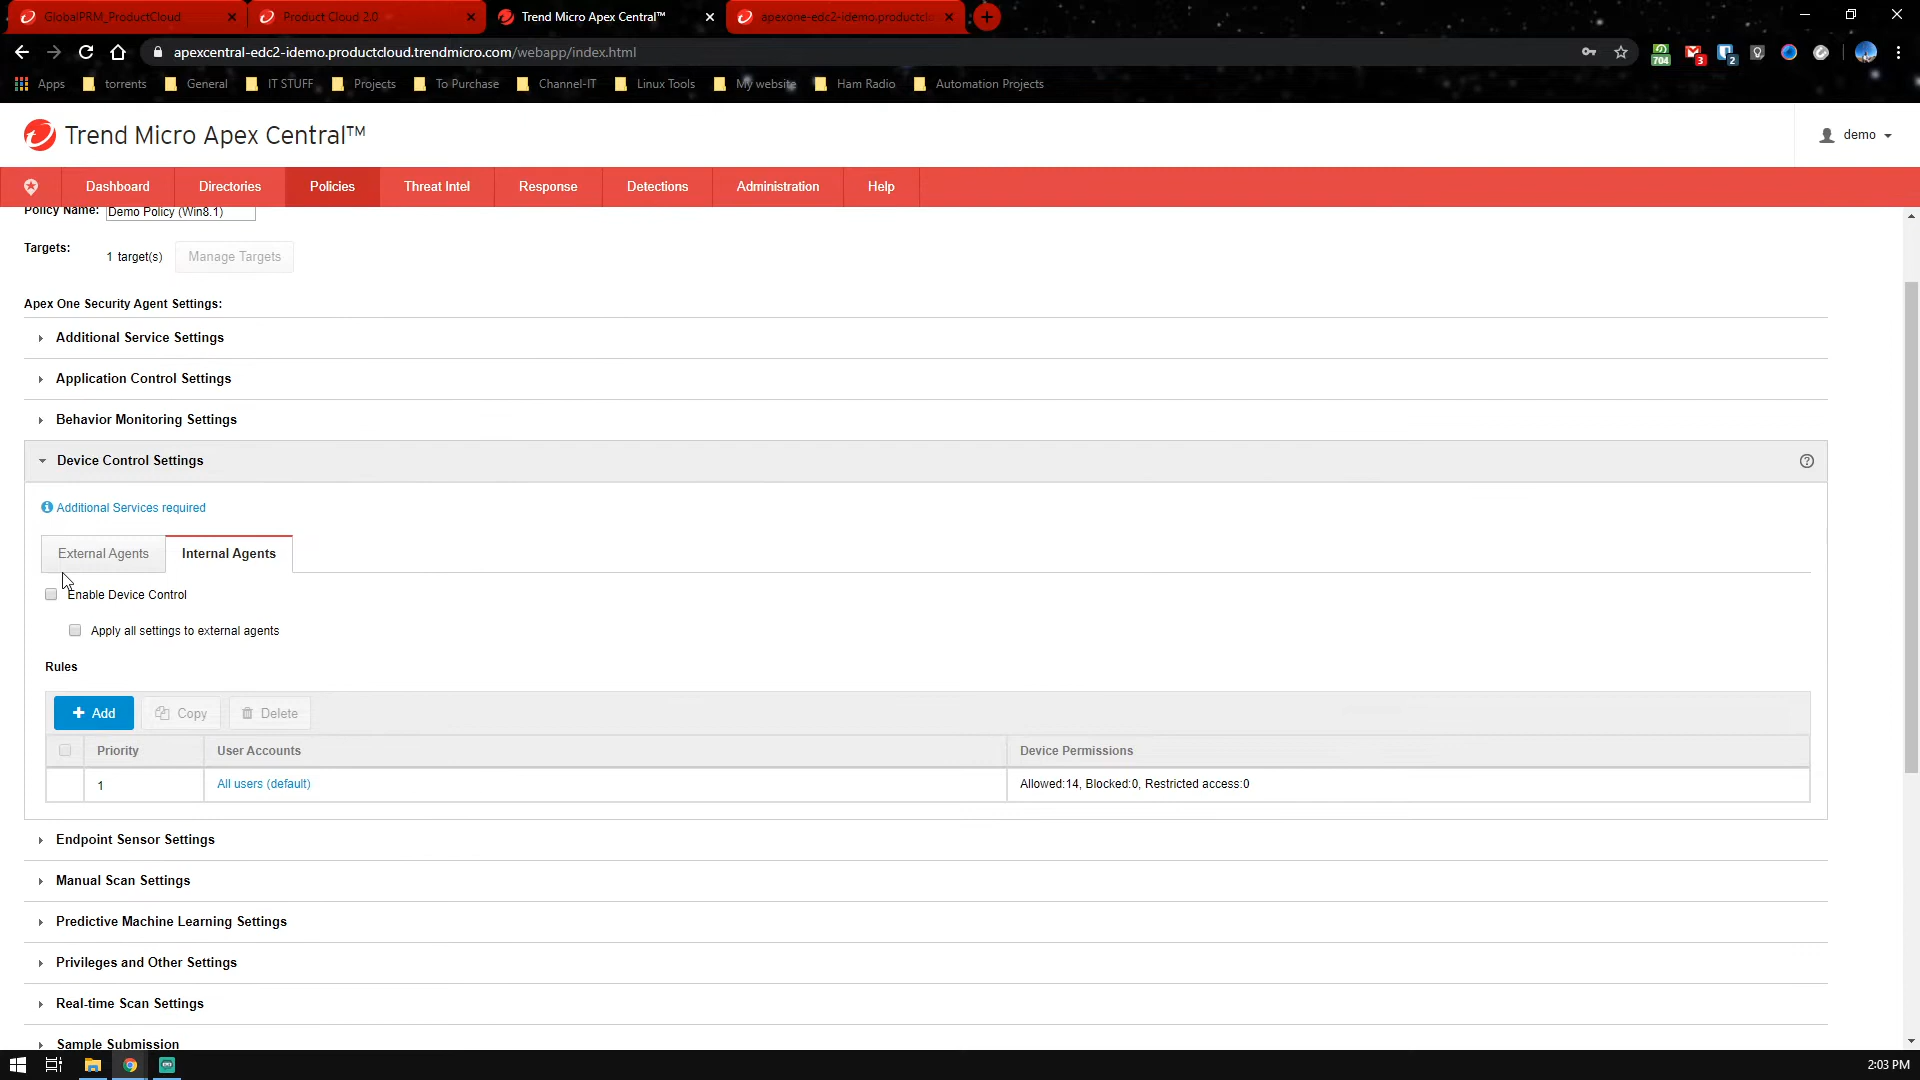 GlobalPRM_ProductCloud
Product Cloud 2.0
Trend Micro Apex Central™
apexone-edc2-idemo.productclo
apexcentral-edc2-idemo.productcloud.trendmicro.com/webapp/index.html
704
3
2
Apps
torrents
General
IT STUFF
Projects
To Purchase
Channel-IT
Linux Tools
My website
Ham Radio
Automation Projects
Trend Micro Apex Central™
demo
Dashboard
Directories
Policies
Threat Intel
Response
Detections
Administration
Help
Policy Name: Demo Policy (Win8.1)
Targets: 1 target(s) Manage Targets
Apex One Security Agent Settings:
Additional Service Settings
Application Control Settings
Behavior Monitoring Settings
Device Control Settings
Additional Services required
External Agents Internal Agents
Enable Device Control
Apply all settings to external agents
Rules
+ Add Copy Delete
Priority User Accounts Device Permissions
1 All users (default) Allowed:14, Blocked:0, Restricted access:0
Endpoint Sensor Settings
Manual Scan Settings
Predictive Machine Learning Settings
Privileges and Other Settings
Real-time Scan Settings
Sample Submission
2:03 PM